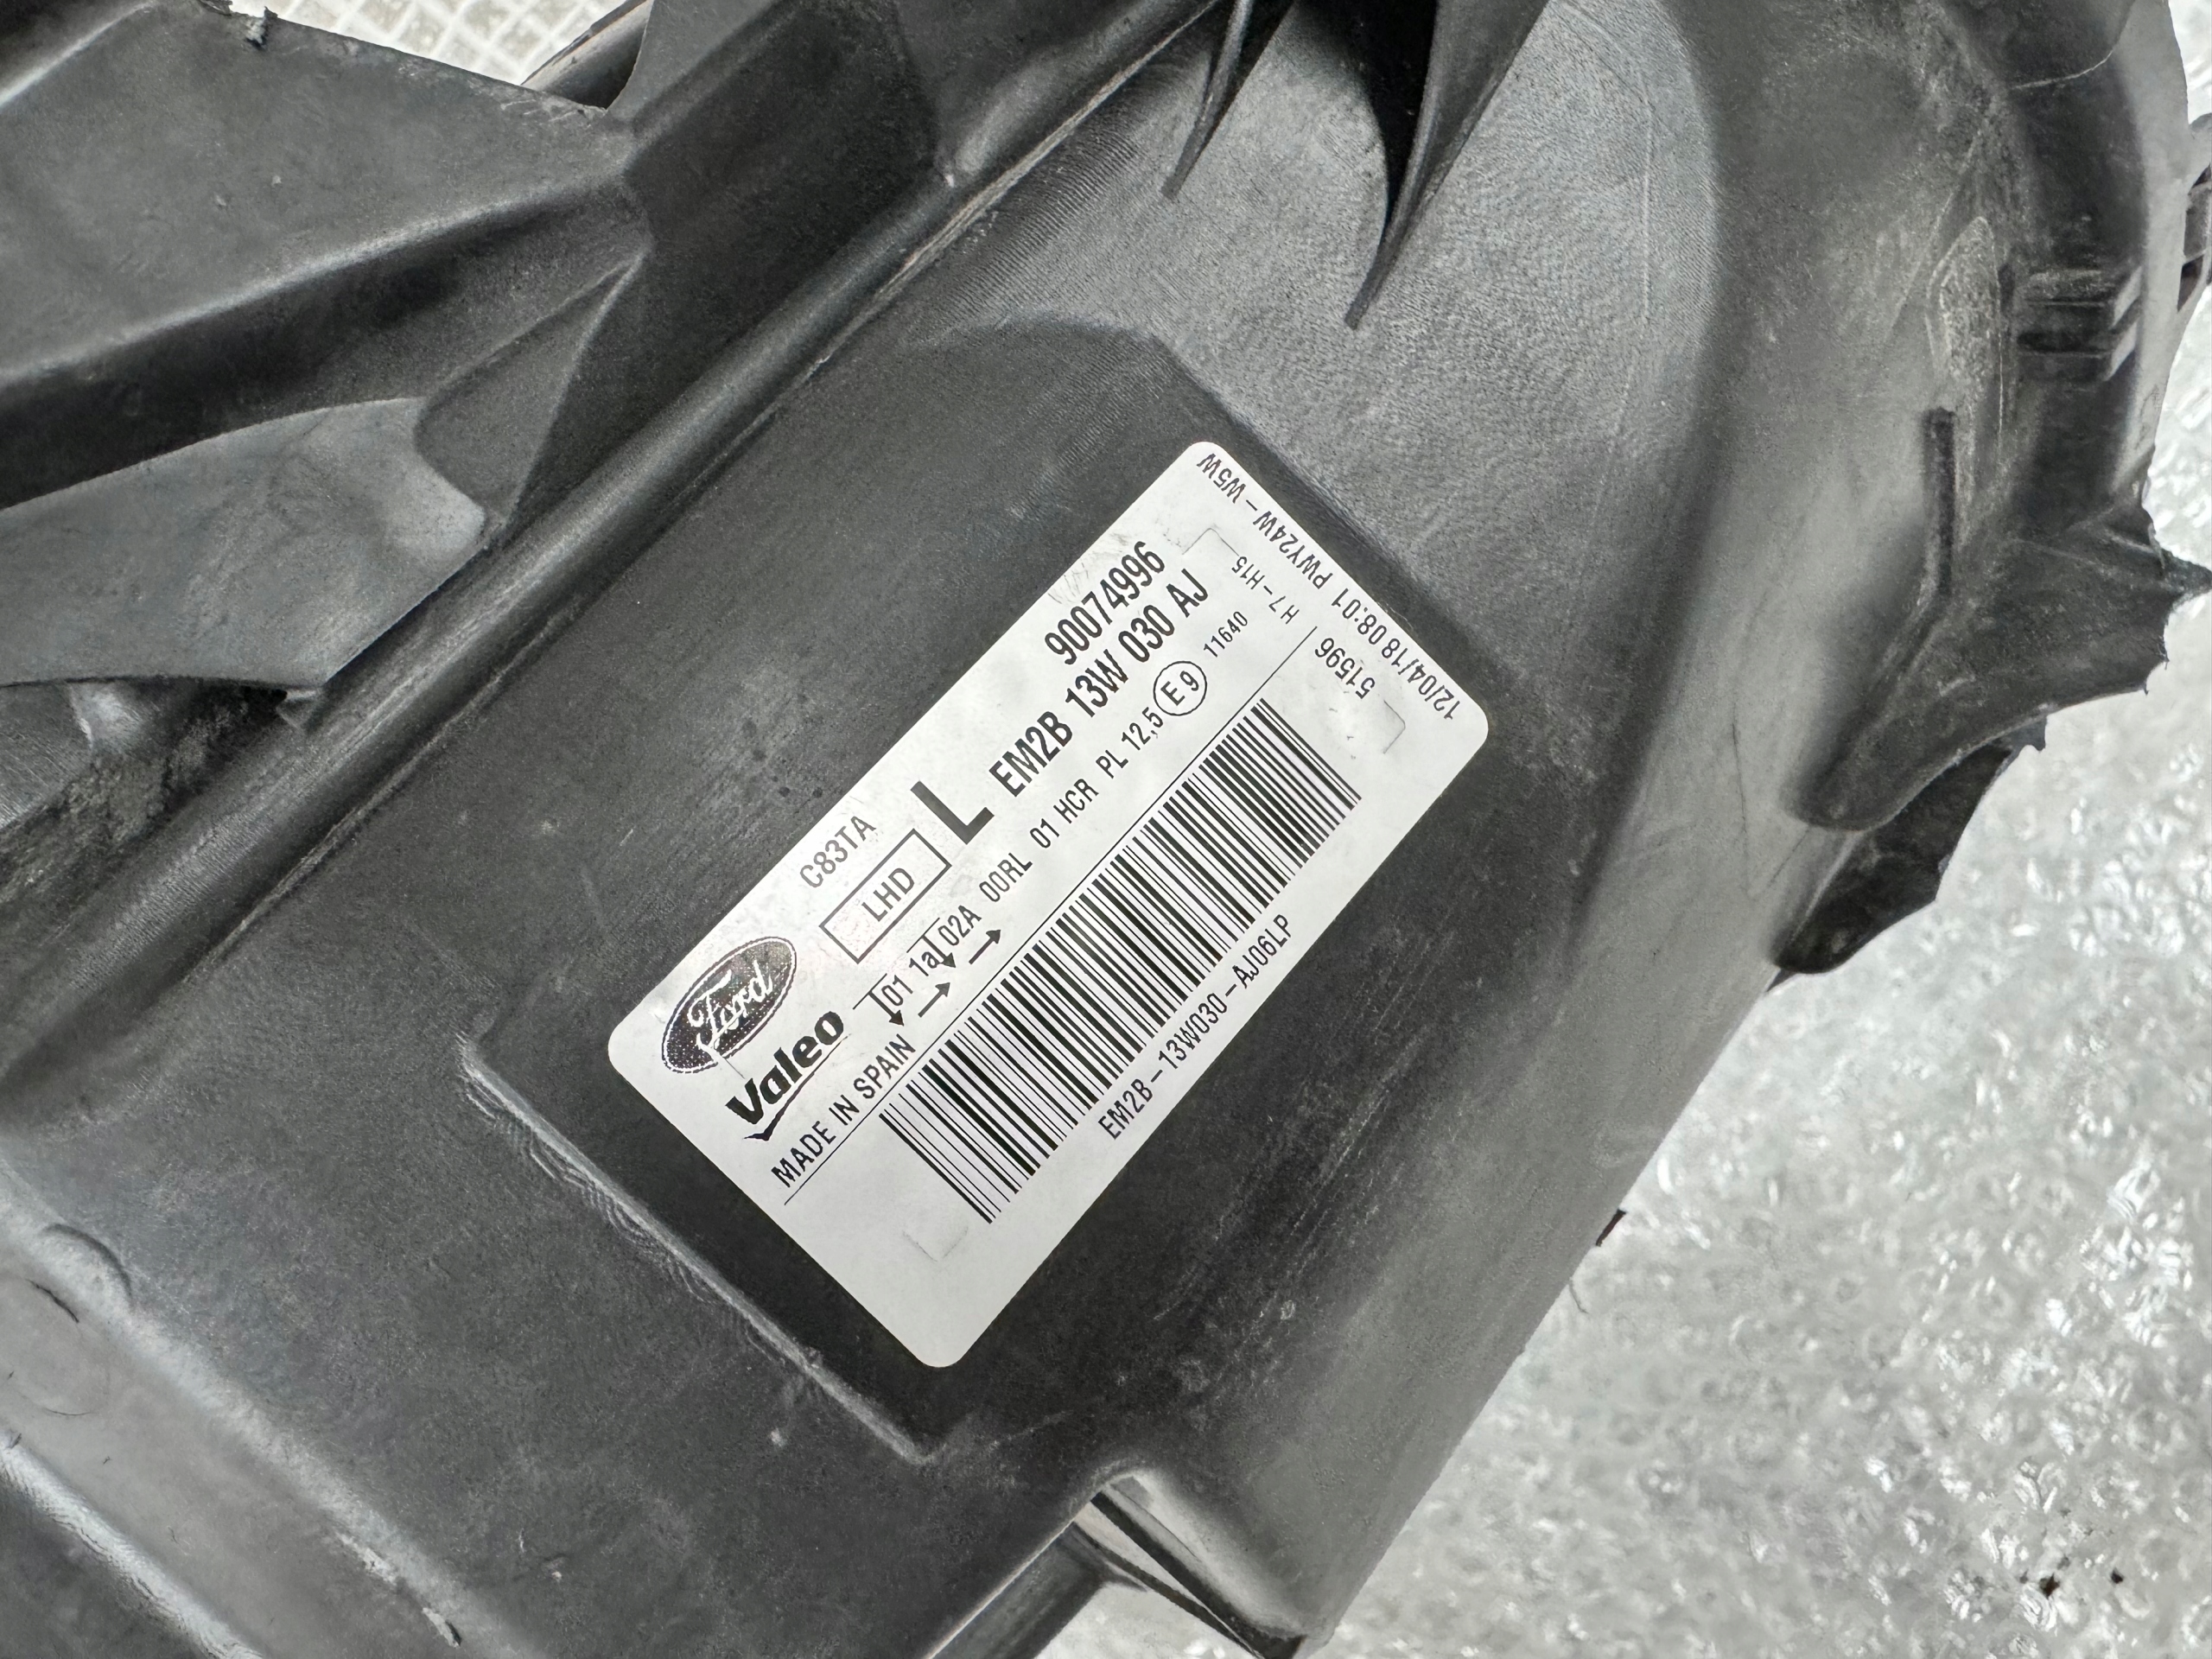 Ford
C83TA
90074996
Valeo
LHD
L
EM2B 13W 030 AJ
01 1a 02A 00RL 01 HCR PL 12,5 E9 11640
MADE IN SPAIN
H7-H15
PWY24W-W5W
51596
12/04/18 08:01
EM2B-13W030-AJ06LP